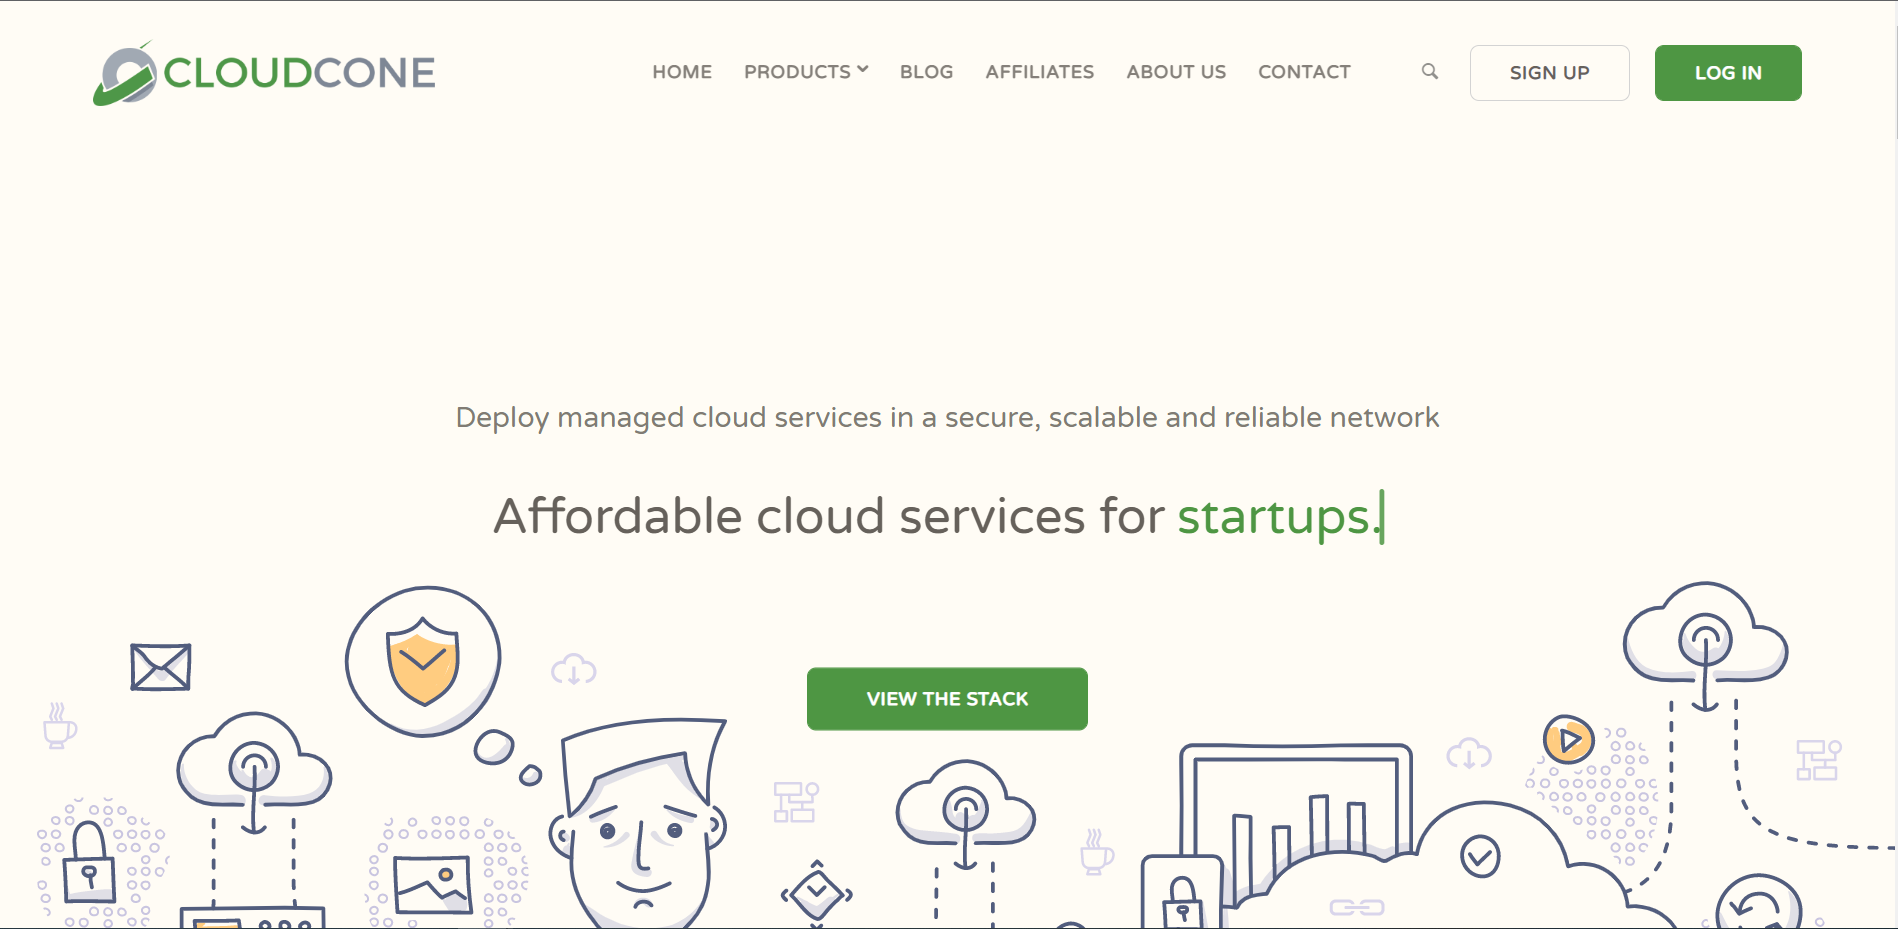 CLOUDCONE
HOME PRODUCTS BLOG AFFILIATES ABOUT US CONTACT SIGN UP LOG IN
Deploy managed cloud services in a secure, scalable and reliable network
Affordable cloud services for startups.
VIEW THE STACK